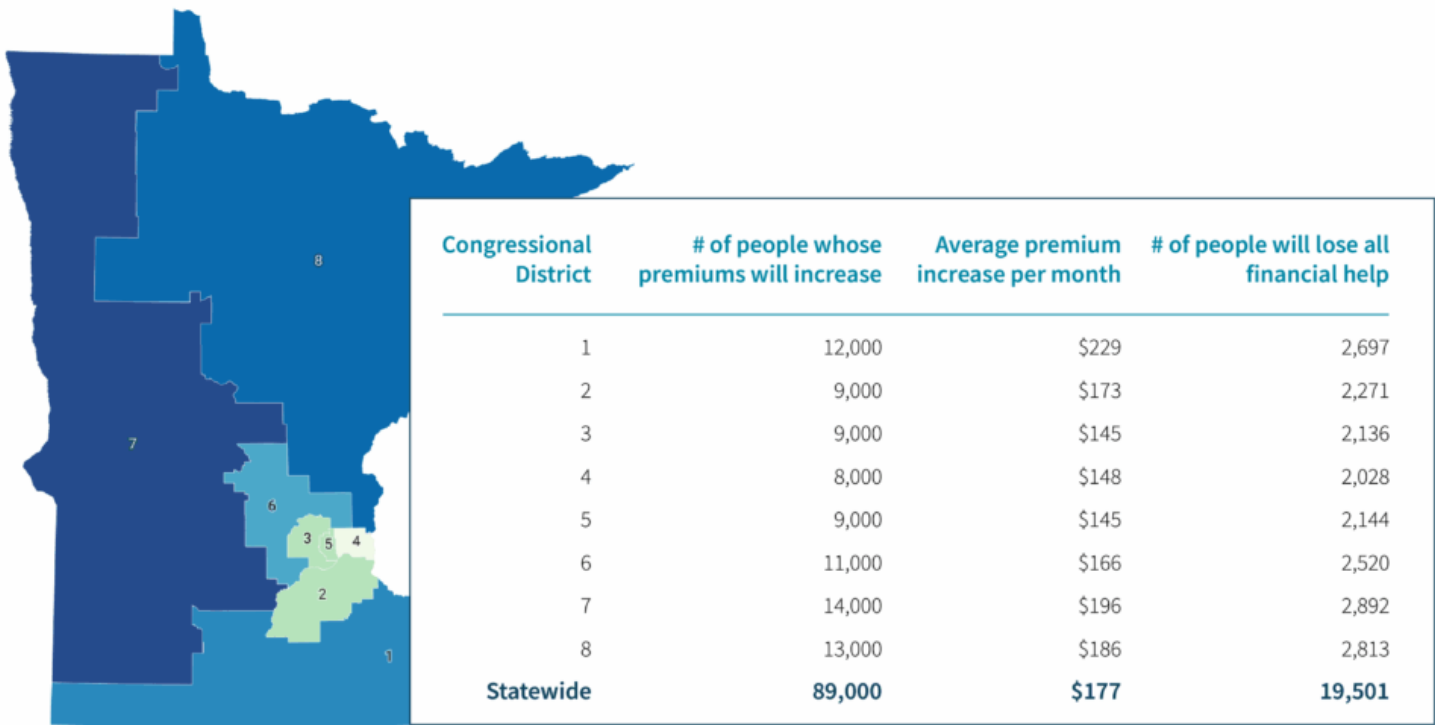 8
7
6
3
5
4
2
1
Congressional District
# of people whose premiums will increase
Average premium increase per month
# of people will lose all financial help
1 12,000 $229 2,697
2 9,000 $173 2,271
3 9,000 $145 2,136
4 8,000 $148 2,028
5 9,000 $145 2,144
6 11,000 $166 2,520
7 14,000 $196 2,892
8 13,000 $186 2,813
Statewide 89,000 $177 19,501